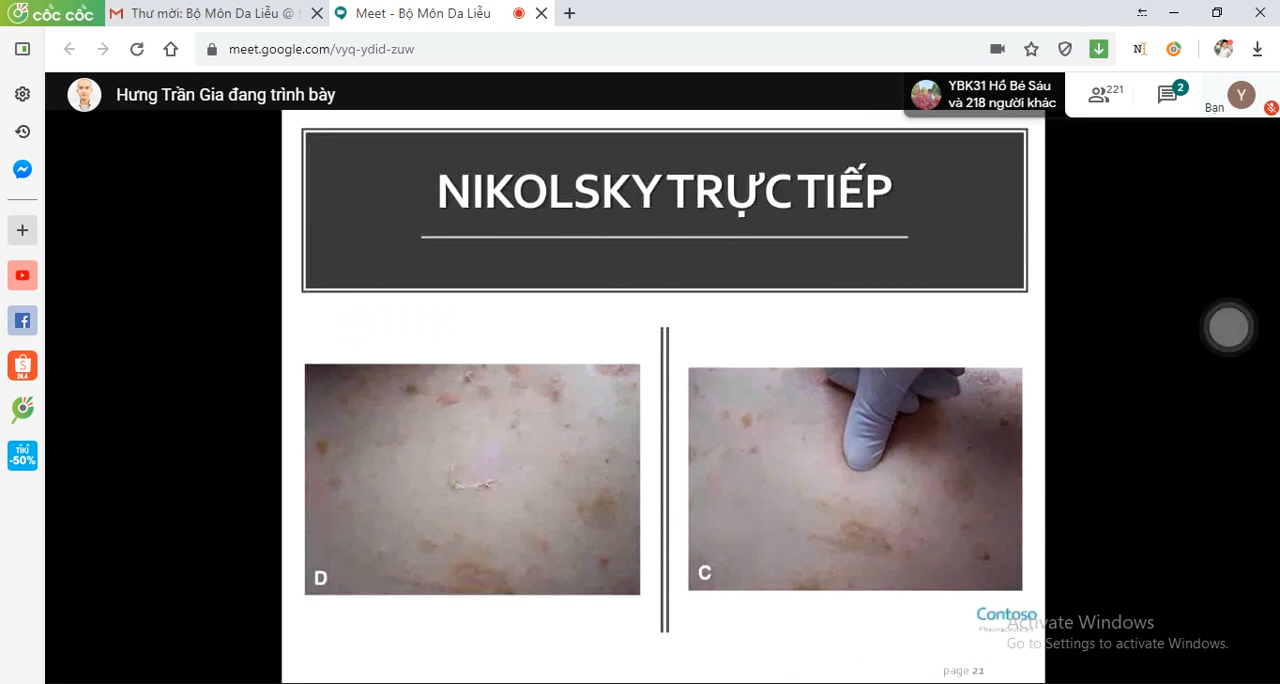 cốc cốc
Thư mời: Bộ Môn Da Liễu @
Meet - Bộ Môn Da Liễu
meet.google.com/vyq-ydid-zuw
Hưng Trần Gia đang trình bày
YBK31 Hồ Bé Sáu
và 218 người khác
221
2
Bạn
Y
NIKOLSKY TRỰC TIẾP
TIKI
-50%
D
C
Contoso
Activate Windows
Go to Settings to activate Windows.
page 21